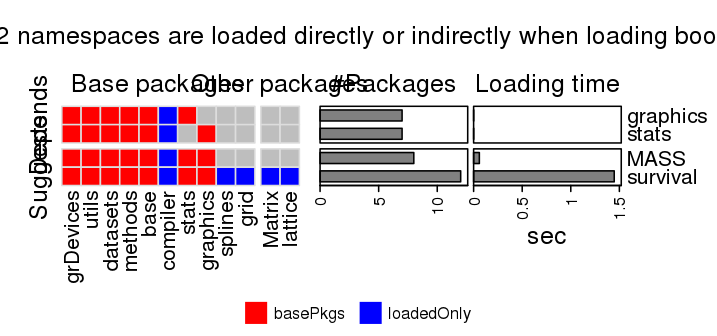 2 namespaces are loaded directly or indirectly when loading boo
Base packages
Other packages
#Packages
Loading time
Depends
Suggests
graphics
stats
MASS
survival
grDevices
utils
datasets
methods
base
compiler
stats
graphics
splines
grid
Matrix
lattice
0 5 10
0 0.5 1 1.5
sec
basePkgs
loadedOnly